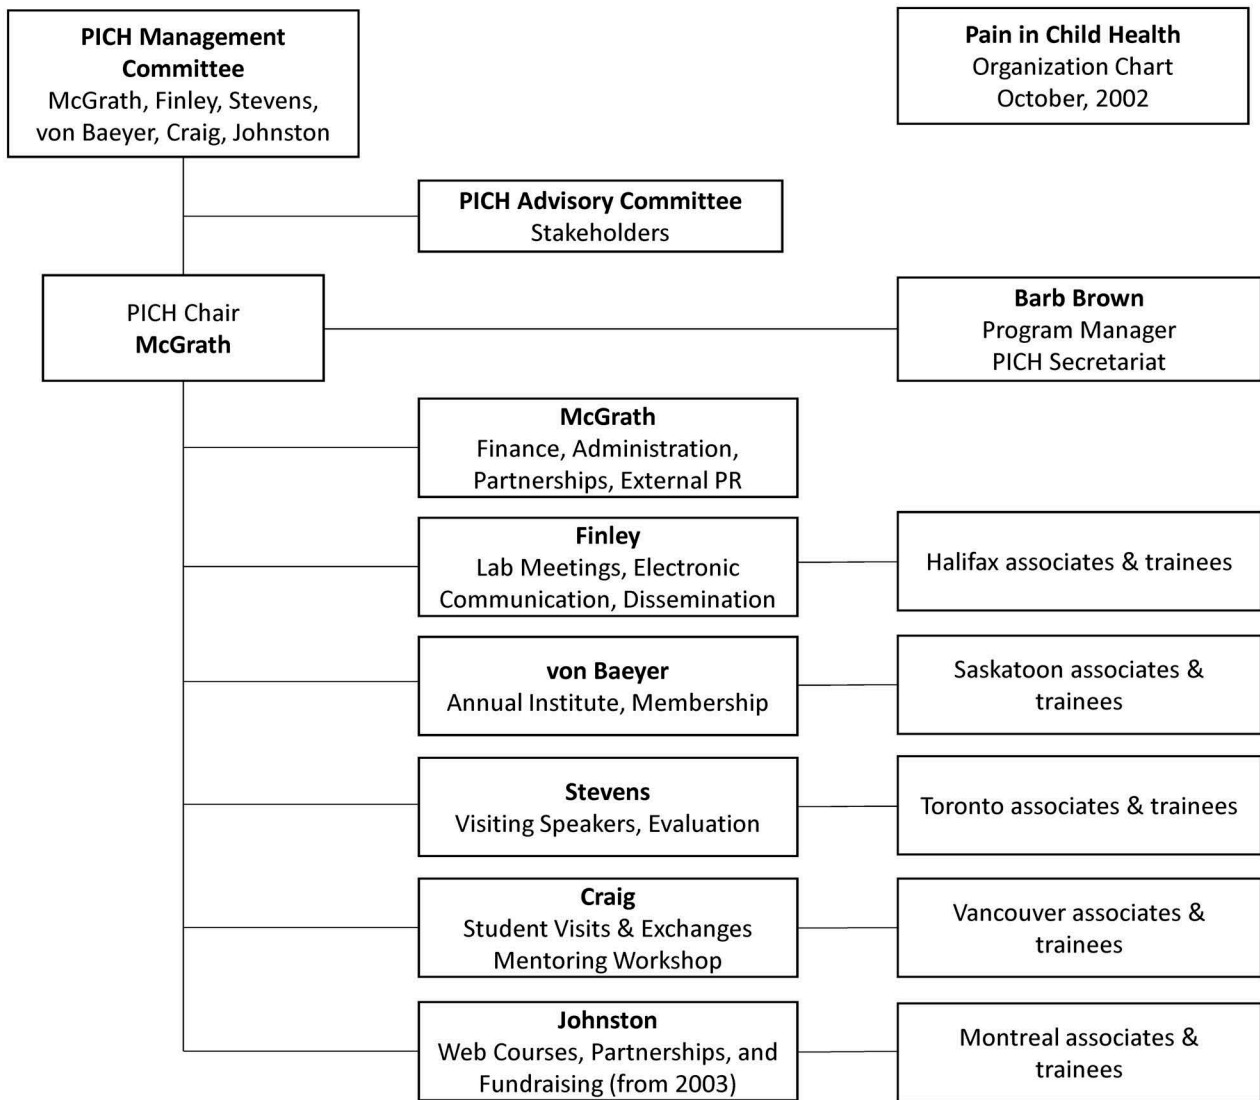 PICH Management
Committee
McGrath, Finley, Stevens,
von Baeyer, Craig, Johnston
Pain in Child Health
Organization Chart
October, 2002
PICH Advisory Committee
Stakeholders
PICH Chair
McGrath
Barb Brown
Program Manager
PICH Secretariat
McGrath
Finance, Administration,
Partnerships, External PR
Finley
Lab Meetings, Electronic
Communication, Dissemination
Halifax associates & trainees
von Baeyer
Annual Institute, Membership
Saskatoon associates &
trainees
Stevens
Visiting Speakers, Evaluation
Toronto associates & trainees
Craig
Student Visits & Exchanges
Mentoring Workshop
Vancouver associates &
trainees
Johnston
Web Courses, Partnerships, and
Fundraising (from 2003)
Montreal associates &
trainees